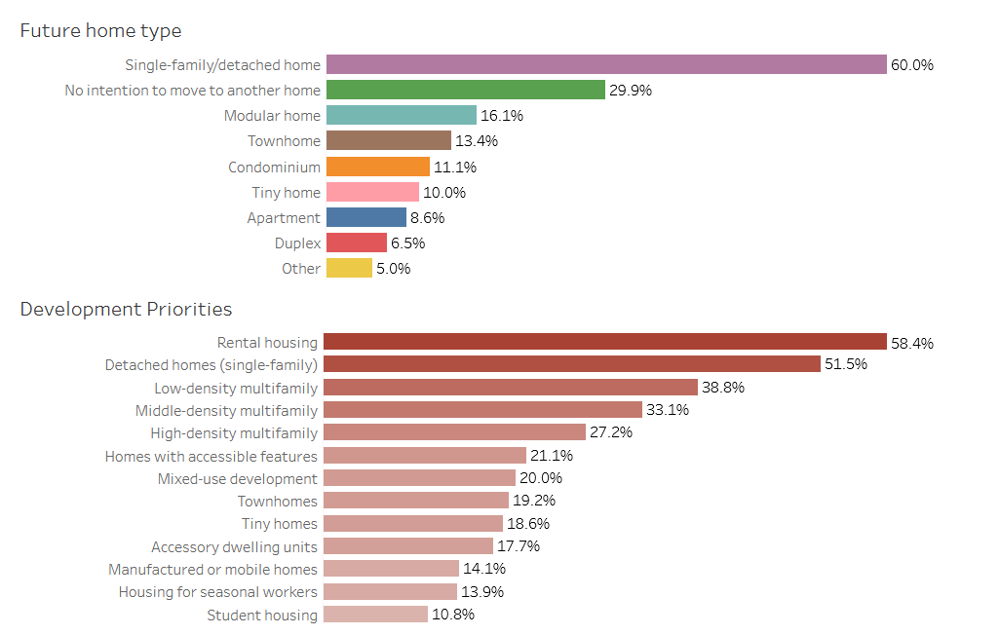 Future home type
Single-family/detached home 60.0%
No intention to move to another home 29.9%
Modular home 16.1%
Townhome 13.4%
Condominium 11.1%
Tiny home 10.0%
Apartment 8.6%
Duplex 6.5%
Other 5.0%
Development Priorities
Rental housing 58.4%
Detached homes (single-family) 51.5%
Low-density multifamily 38.8%
Middle-density multifamily 33.1%
High-density multifamily 27.2%
Homes with accessible features 21.1%
Mixed-use development 20.0%
Townhomes 19.2%
Tiny homes 18.6%
Accessory dwelling units 17.7%
Manufactured or mobile homes 14.1%
Housing for seasonal workers 13.9%
Student housing 10.8%